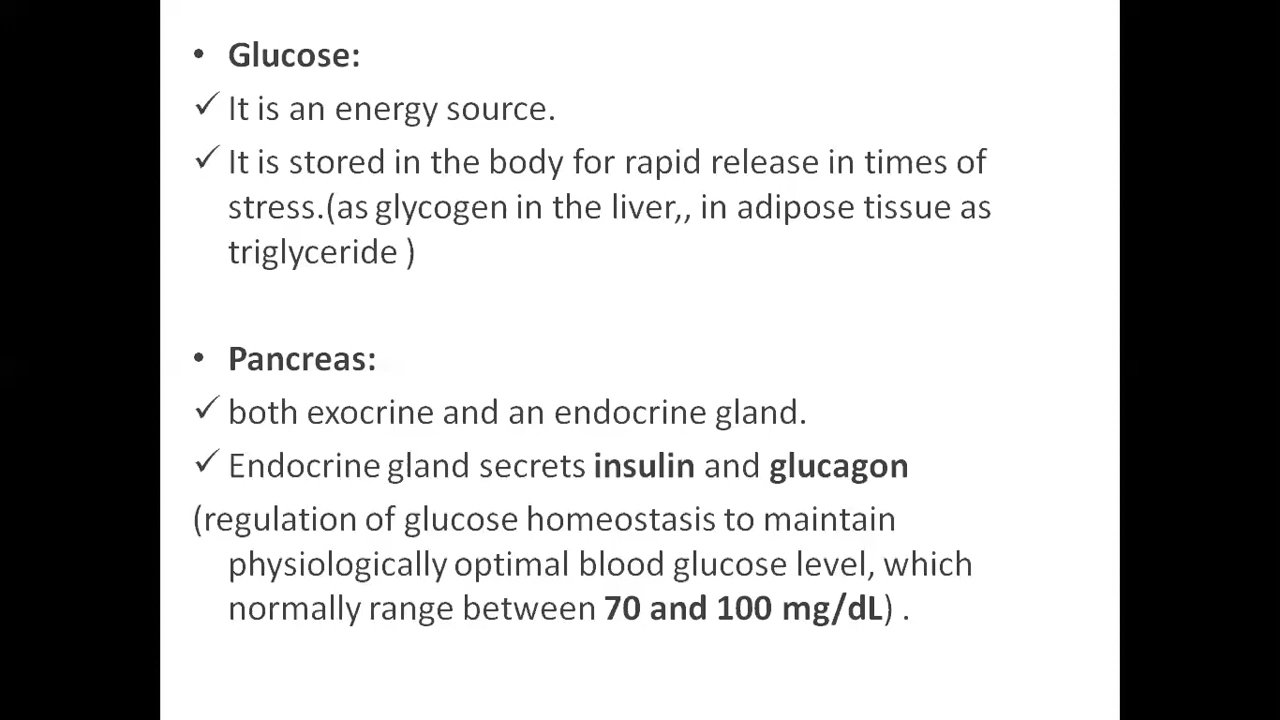 • Glucose:
✓ It is an energy source.
✓ It is stored in the body for rapid release in times of
stress.(as glycogen in the liver,, in adipose tissue as
triglyceride )
• Pancreas:
✓ both exocrine and an endocrine gland.
✓ Endocrine gland secrets insulin and glucagon
(regulation of glucose homeostasis to maintain
physiologically optimal blood glucose level, which
normally range between 70 and 100 mg/dL) .